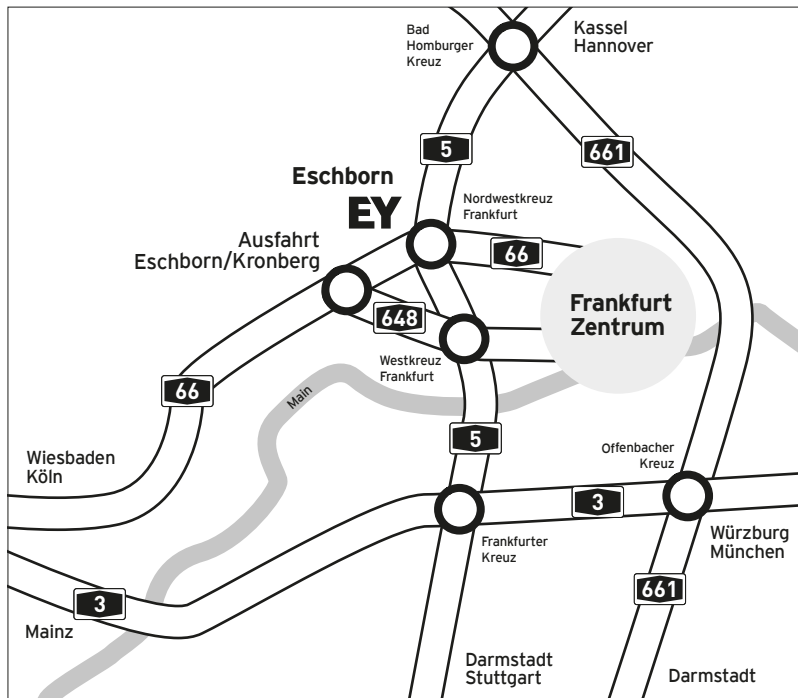 Bad
Homburger
Kreuz
Kassel
Hannover
5
661
Eschborn
EY
Nordwestkreuz
Frankfurt
Ausfahrt
Eschborn/Kronberg
66
648
Frankfurt
Zentrum
Westkreuz
Frankfurt
66
Main
5
Wiesbaden
Köln
Offenbacher
Kreuz
3
Frankfurter
Kreuz
Würzburg
München
661
3
Mainz
Darmstadt
Stuttgart
Darmstadt